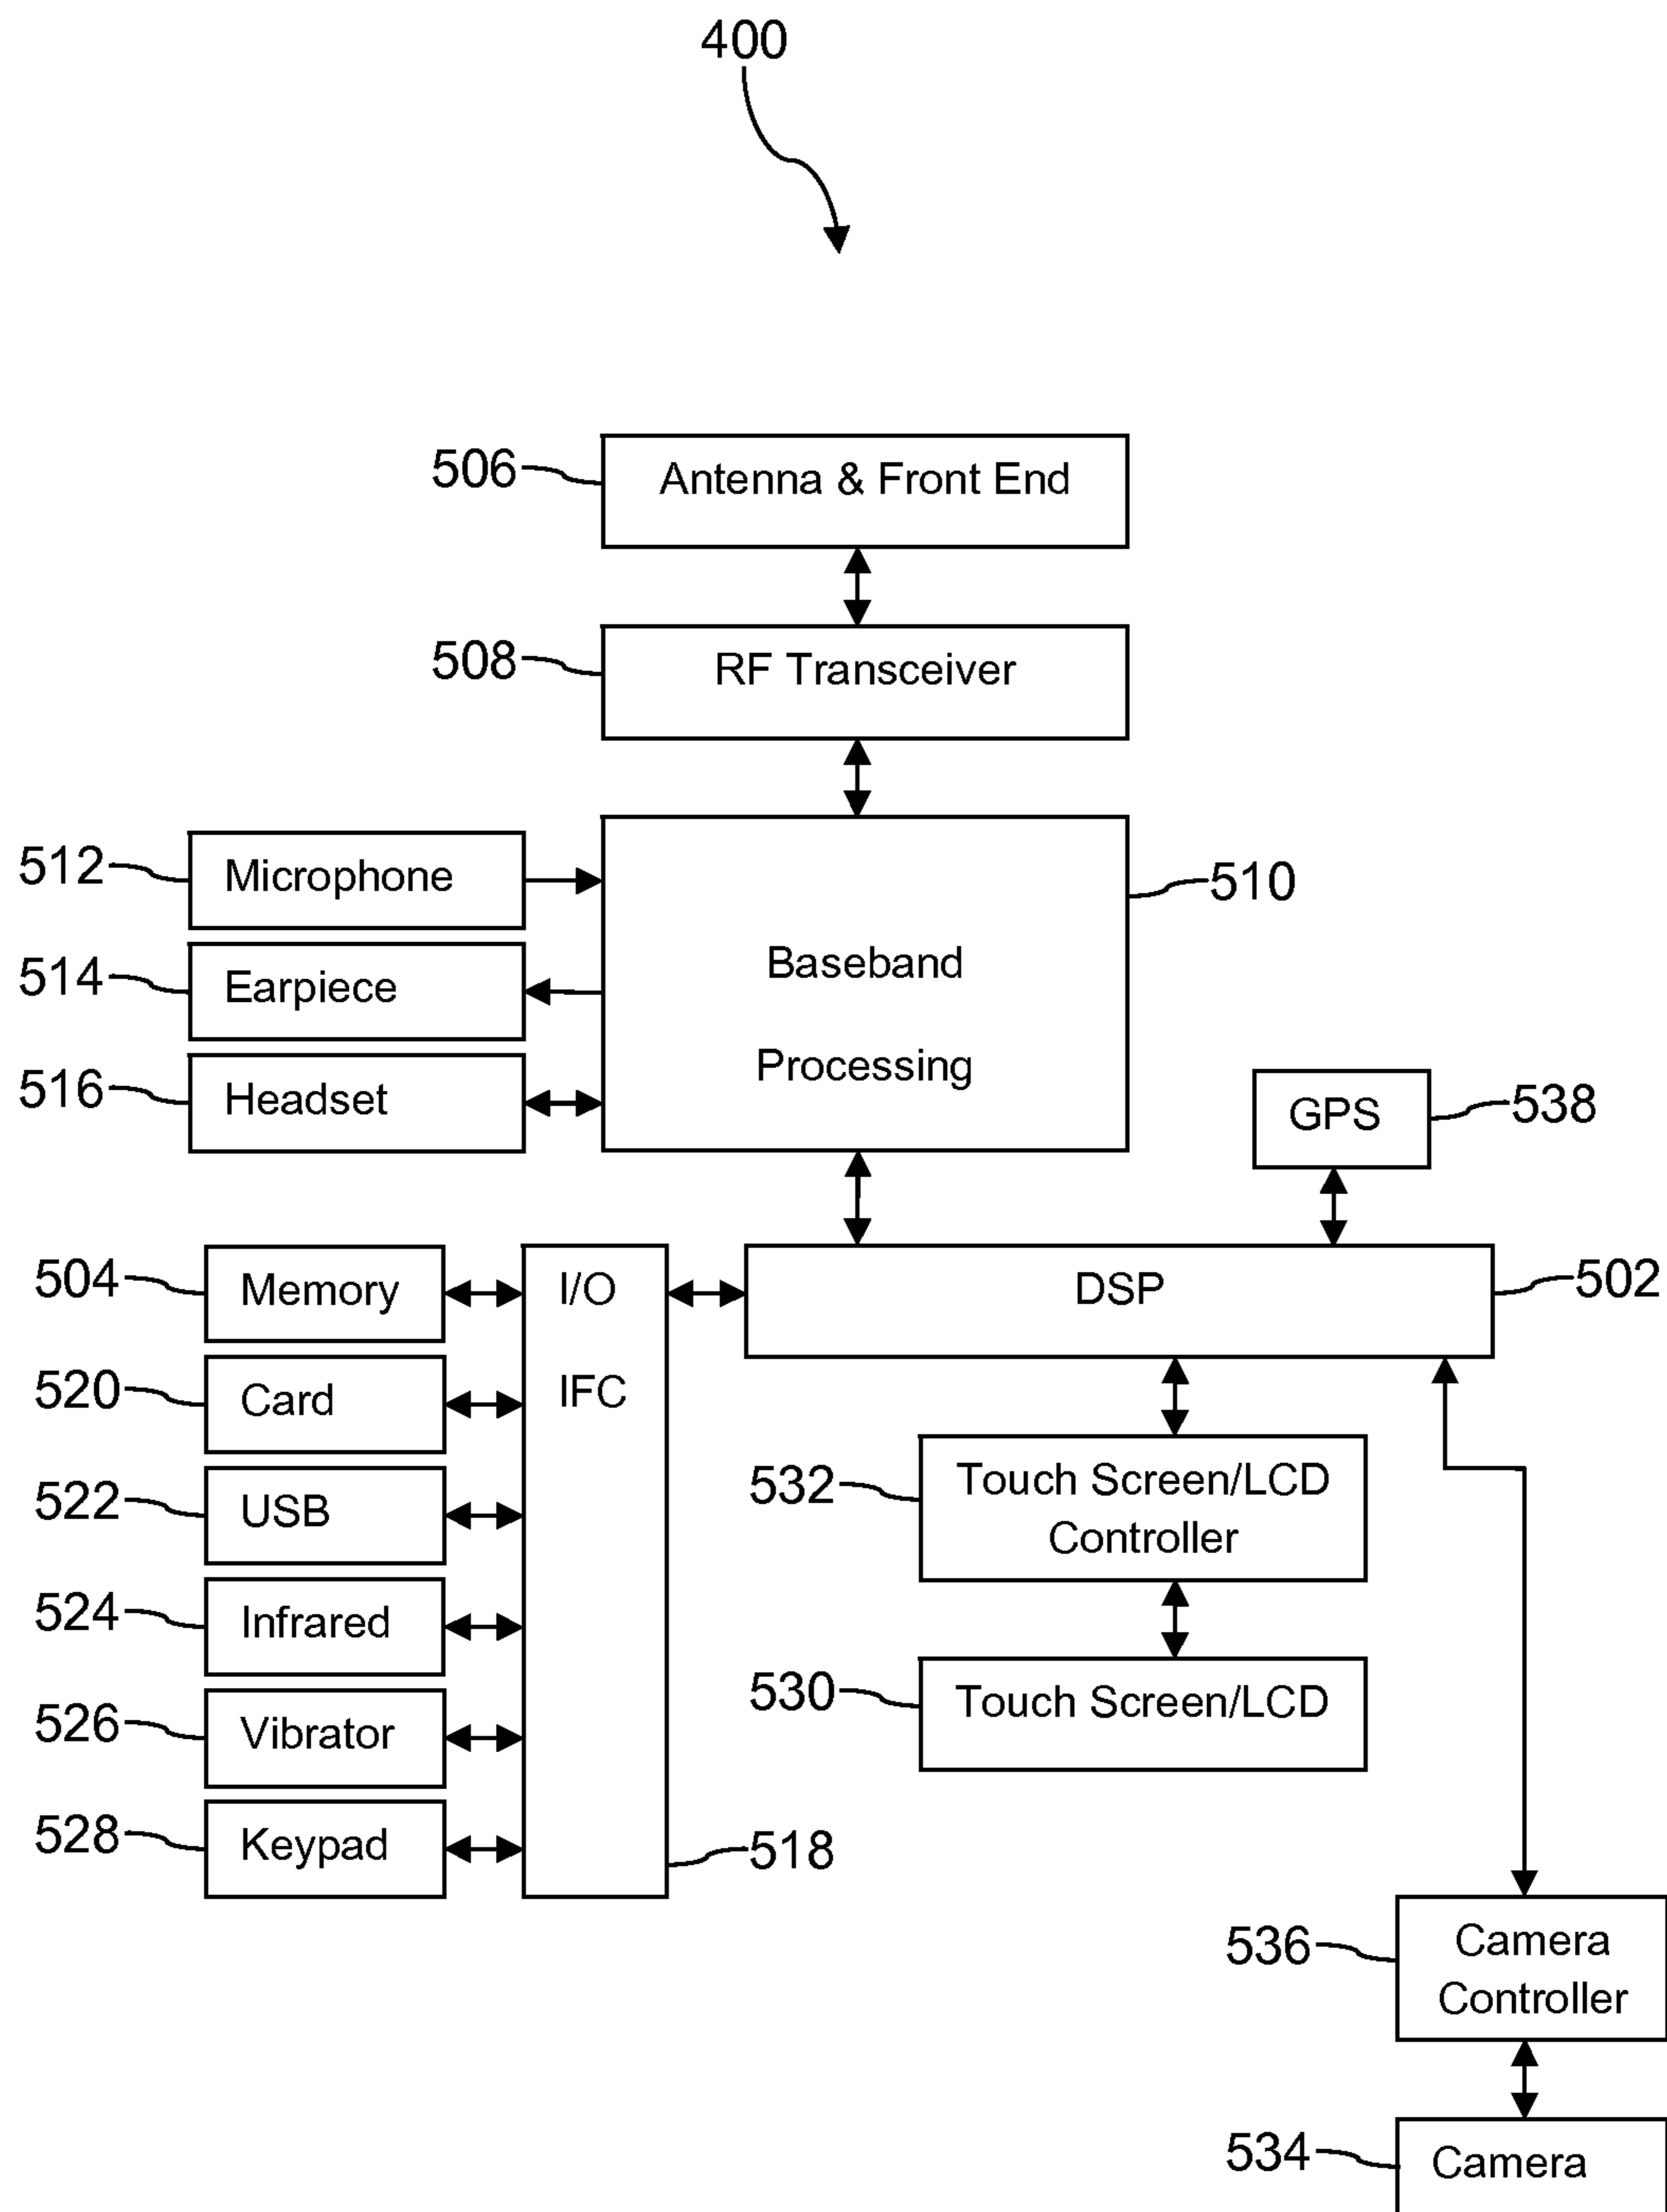 400
506
Antenna & Front End
508
RF Transceiver
512
Microphone
510
514
Earpiece
Baseband
Processing
516
Headset
GPS
538
504
Memory
I/O
IFC
DSP
502
520
Card
522
USB
532
Touch Screen/LCD
Controller
524
Infrared
530
Touch Screen/LCD
526
Vibrator
528
Keypad
518
536
Camera
Controller
534
Camera